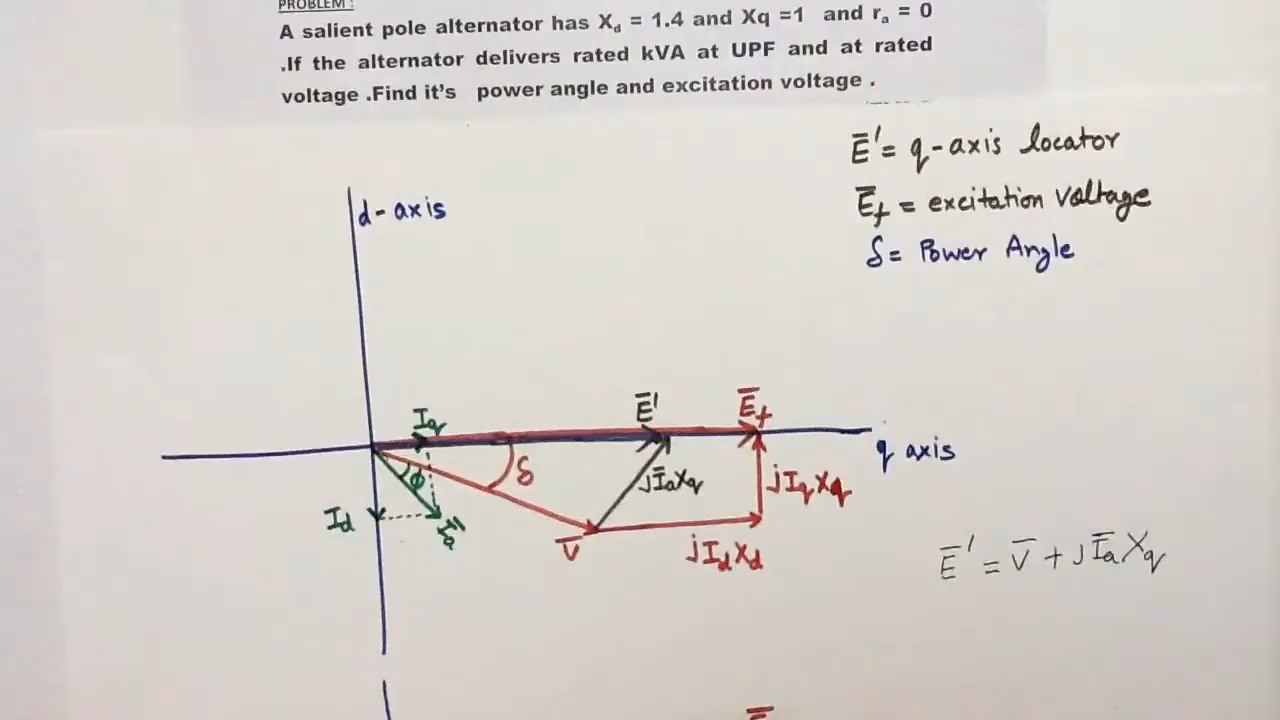 PROBLEM :
A salient pole alternator has Xd = 1.4 and Xq =1 and ra = 0
.If the alternator delivers rated kVA at UPF and at rated
voltage .Find it's power angle and excitation voltage .
Ē' = q-axis locator
Ēf = excitation voltage
δ = Power Angle
d-axis
Iq
Ē'
Ēf
q axis
ϕ
δ
jĪaXq
jIqXq
Id
Īa
V̄
jIdXd
Ē' = V̄ + jĪaXq